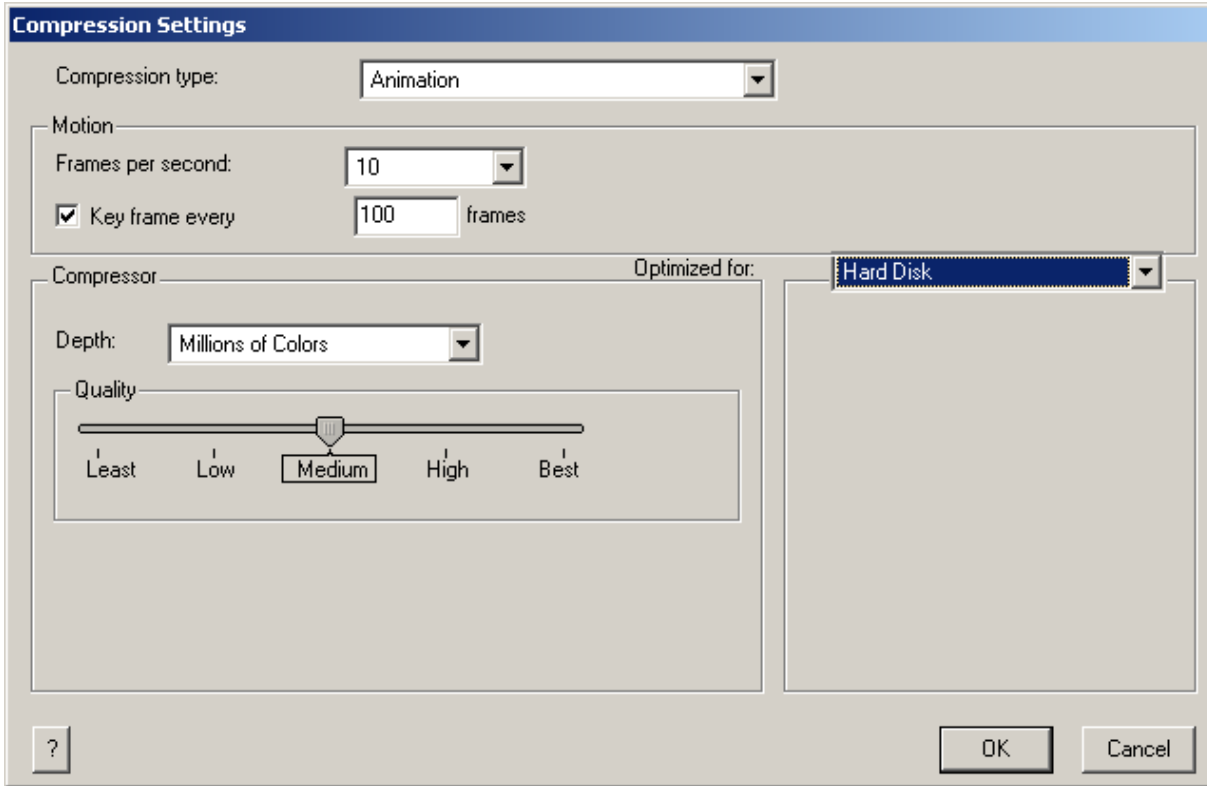 Compression Settings
Compression type: Animation
Motion
Frames per second: 10
Key frame every 100 frames
Optimized for: Hard Disk
Compressor
Depth: Millions of Colors
Quality
Least Low Medium High Best
? OK Cancel